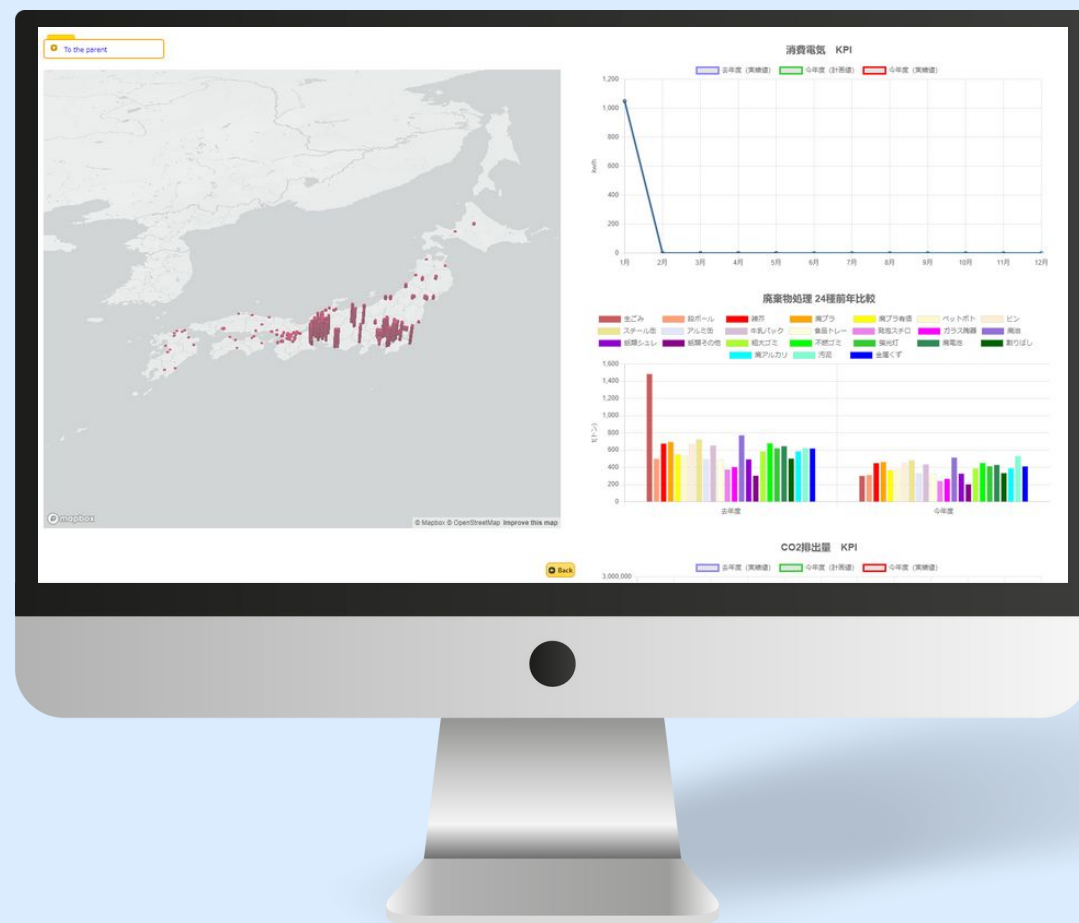 To the parent
© Mapbox © OpenStreetMap Improve this map
mapbox
Back
消費電気 KPI
去年度（実績値） 今年度（計画値） 今年度（実績値）
1,200
1,000
800
600
400
200
0
1月 2月 3月 4月 5月 6月 7月 8月 9月 10月 11月 12月
廃棄物処理 24種前年比較
生ごみ 段ボール 雑芥 廃プラ 廃プラ有価 ペットボト ビン
スチール缶 アルミ缶 牛乳パック 食品トレー 発泡スチロ ガラス陶器 廃油
紙類シュレ 紙類その他 粗大ゴミ 不燃ゴミ 蛍光灯 廃電池 割りばし
廃アルカリ 汚泥 金属くず
1,600
1,400
1,200
1,000
800
600
400
200
0
t(トン)
去年度 今年度
CO2排出量 KPI
去年度（実績値） 今年度（計画値） 今年度（実績値）
3,000,000